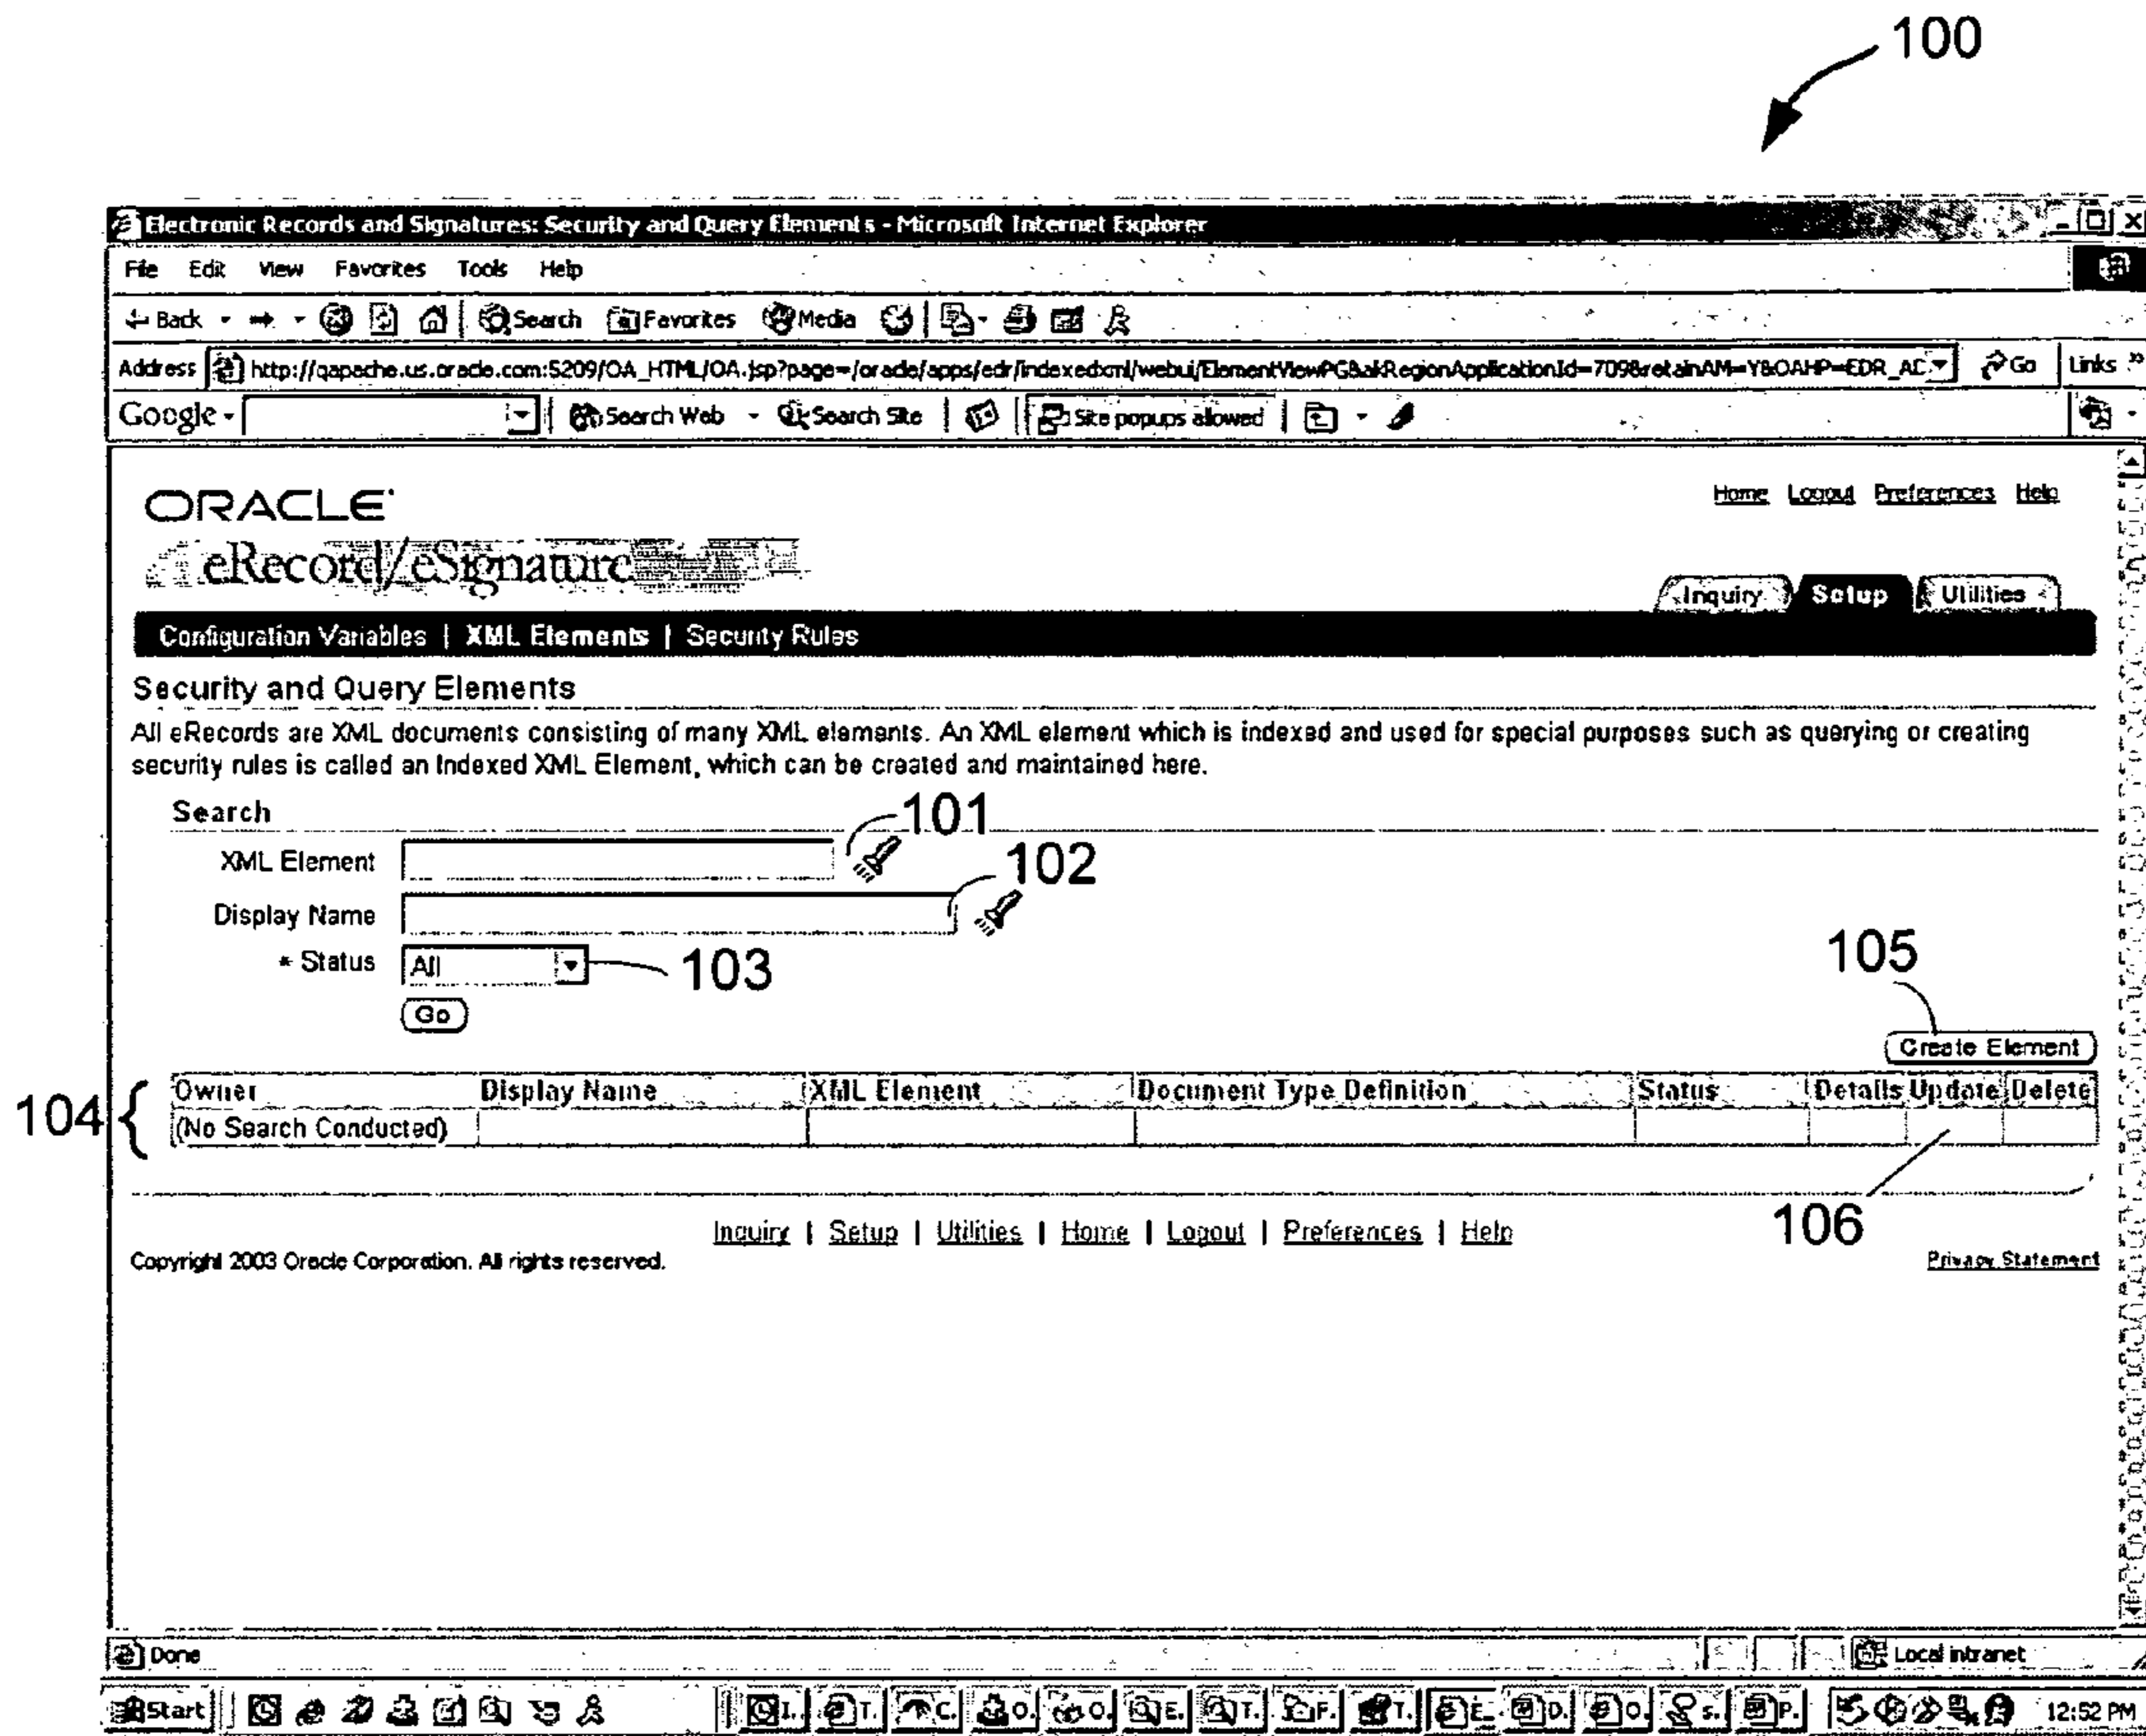 100
Electronic Records and Signatures: Security and Query Elements - Microsoft Internet Explorer
File Edit View Favorites Tools Help
Back Search Favorites Media
Address http://qapache.us.oracle.com:5209/OA_HTML/OA.jsp?page=/oracle/apps/edr/indexedxml/webui/ElementViewPG&akRegionApplicationId=709&retainAM=Y&OAHP=EDR_AD Go Links »
Google Search Web Search Site Site popups allowed
ORACLE
Home Logout Preferences Help
eRecord/eSignature
Inquiry Setup Utilities
Configuration Variables | XML Elements | Security Rules
Security and Query Elements
All eRecords are XML documents consisting of many XML elements. An XML element which is indexed and used for special purposes such as querying or creating
security rules is called an Indexed XML Element, which can be created and maintained here.
Search 101
XML Element 102
Display Name
* Status All 103
105
Go
Create Element
104
Owner Display Name XML Element Document Type Definition Status Details Update Delete
(No Search Conducted)
106
Inquiry | Setup | Utilities | Home | Logout | Preferences | Help
Copyright 2003 Oracle Corporation. All rights reserved. Privacy Statement
Done Local intranet
Start I.. T. C. O. O. E. T. F. T. E.. D. O. s. P. 12:52 PM